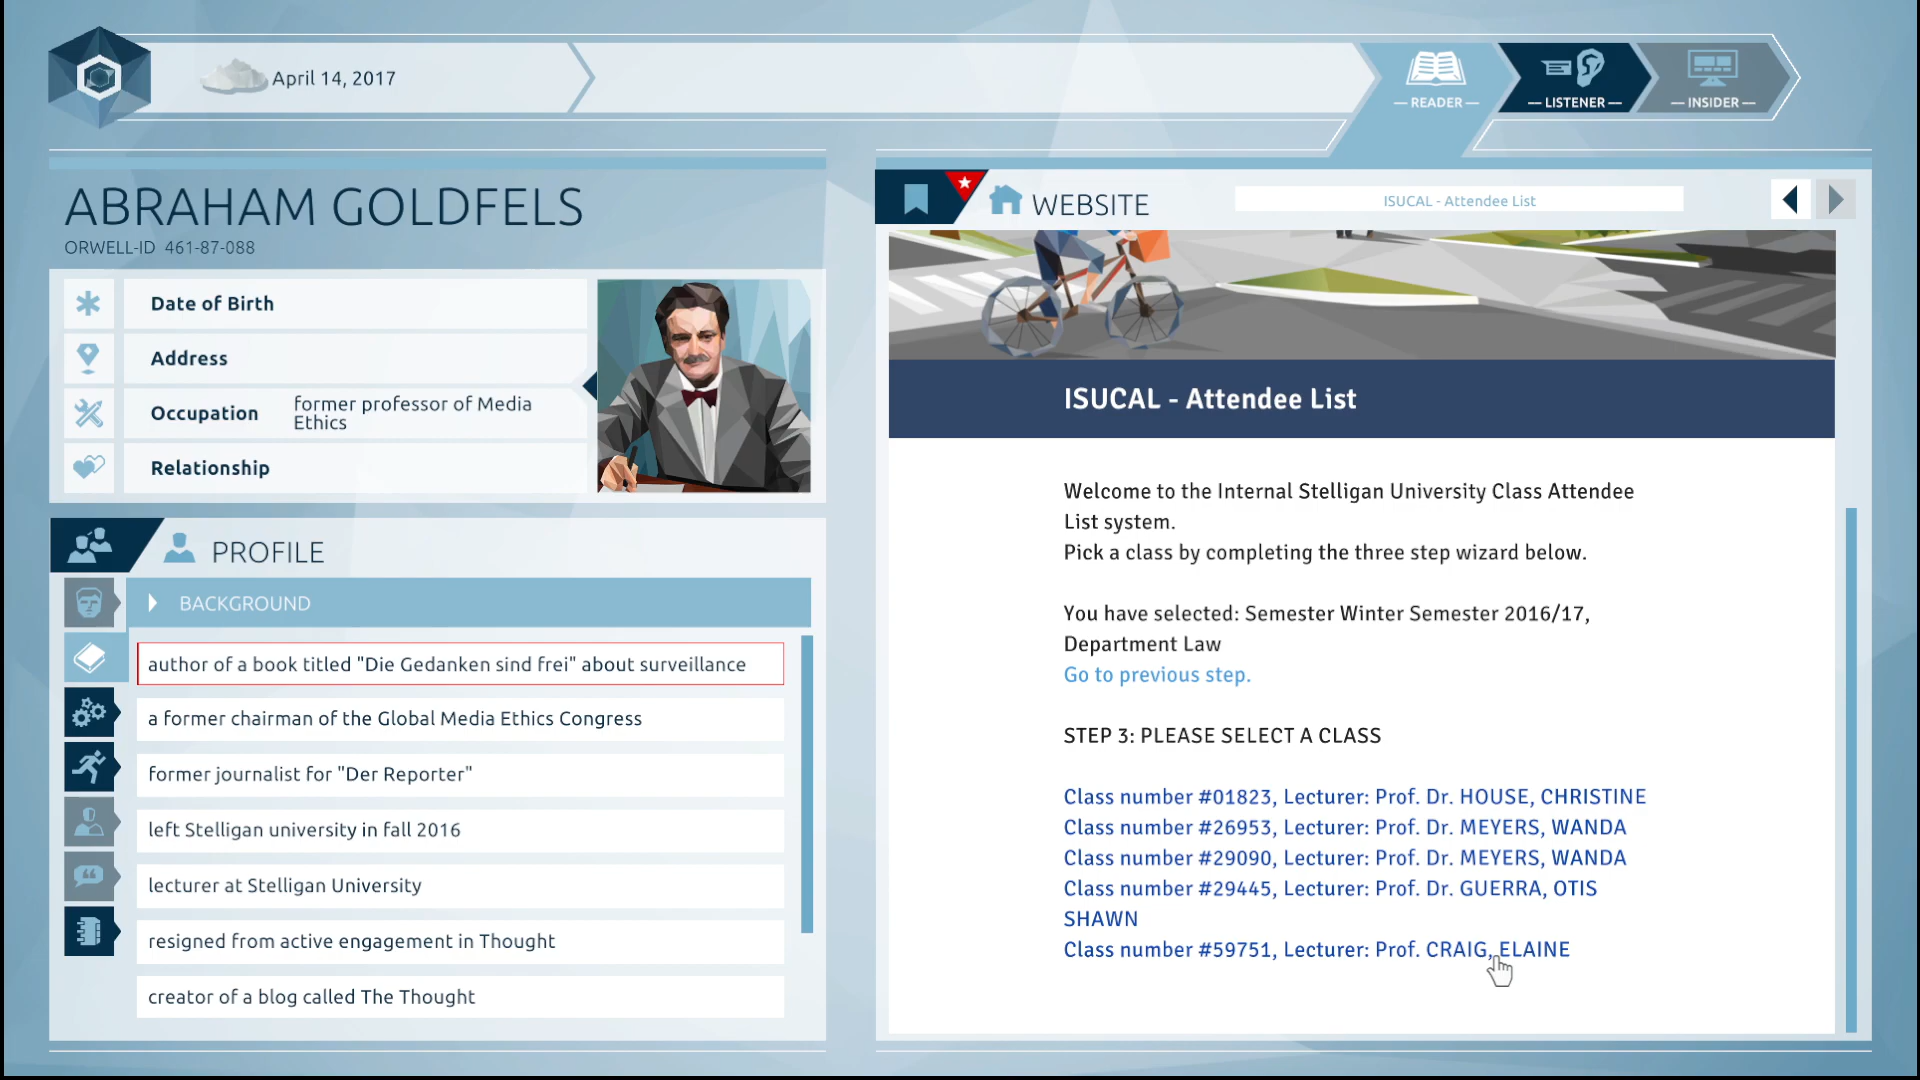 April 14, 2017
— READER —
— LISTENER —
— INSIDER —
ABRAHAM GOLDFELS
ORWELL-ID 461-87-088
Date of Birth
Address
Occupation former professor of Media
Ethics
Relationship
PROFILE
BACKGROUND
author of a book titled "Die Gedanken sind frei" about surveillance
a former chairman of the Global Media Ethics Congress
former journalist for "Der Reporter"
left Stelligan university in fall 2016
lecturer at Stelligan University
resigned from active engagement in Thought
creator of a blog called The Thought
WEBSITE
ISUCAL - Attendee List
ISUCAL - Attendee List
Welcome to the Internal Stelligan University Class Attendee
List system.
Pick a class by completing the three step wizard below.
You have selected: Semester Winter Semester 2016/17,
Department Law
Go to previous step.
STEP 3: PLEASE SELECT A CLASS
Class number #01823, Lecturer: Prof. Dr. HOUSE, CHRISTINE
Class number #26953, Lecturer: Prof. Dr. MEYERS, WANDA
Class number #29090, Lecturer: Prof. Dr. MEYERS, WANDA
Class number #29445, Lecturer: Prof. Dr. GUERRA, OTIS
SHAWN
Class number #59751, Lecturer: Prof. CRAIG, ELAINE